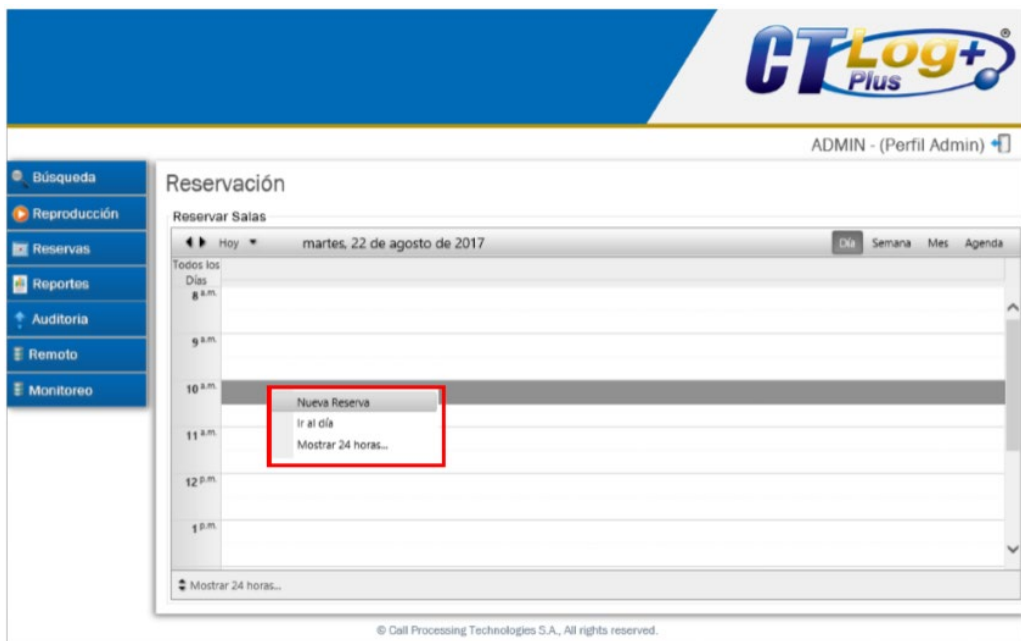 CTLog+ Plus ®
ADMIN - (Perfil Admin)
Búsqueda
Reproducción
Reservas
Reportes
Auditoria
Remoto
Monitoreo
Reservación
Reservar Salas
Hoy martes, 22 de agosto de 2017 Día Semana Mes Agenda
Todos los
Días
8 a.m.
9 a.m.
10 a.m.
Nueva Reserva
Ir al día
11 a.m.
Mostrar 24 horas...
12 p.m.
1 p.m.
Mostrar 24 horas...
© Call Processing Technologies S.A., All rights reserved.